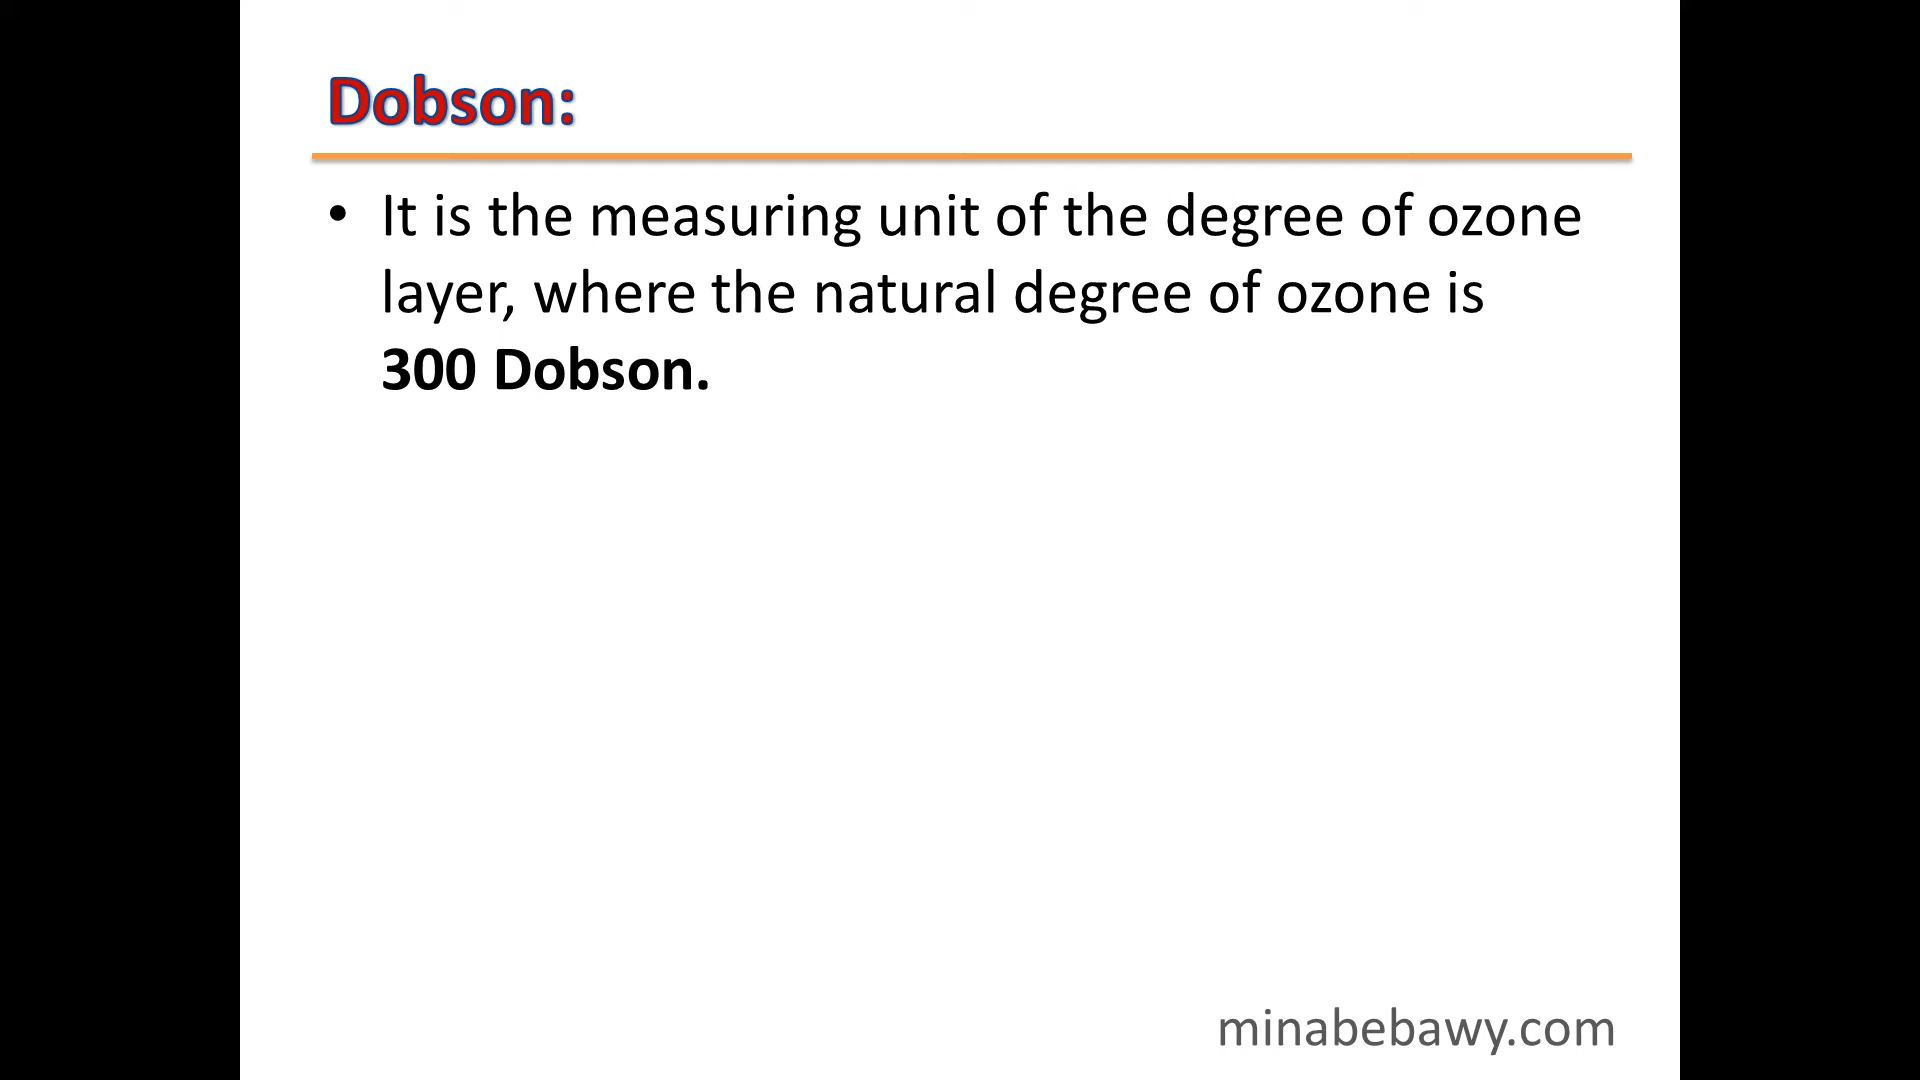 Dobson:
• It is the measuring unit of the degree of ozone
layer, where the natural degree of ozone is
300 Dobson.
minabebawy.com